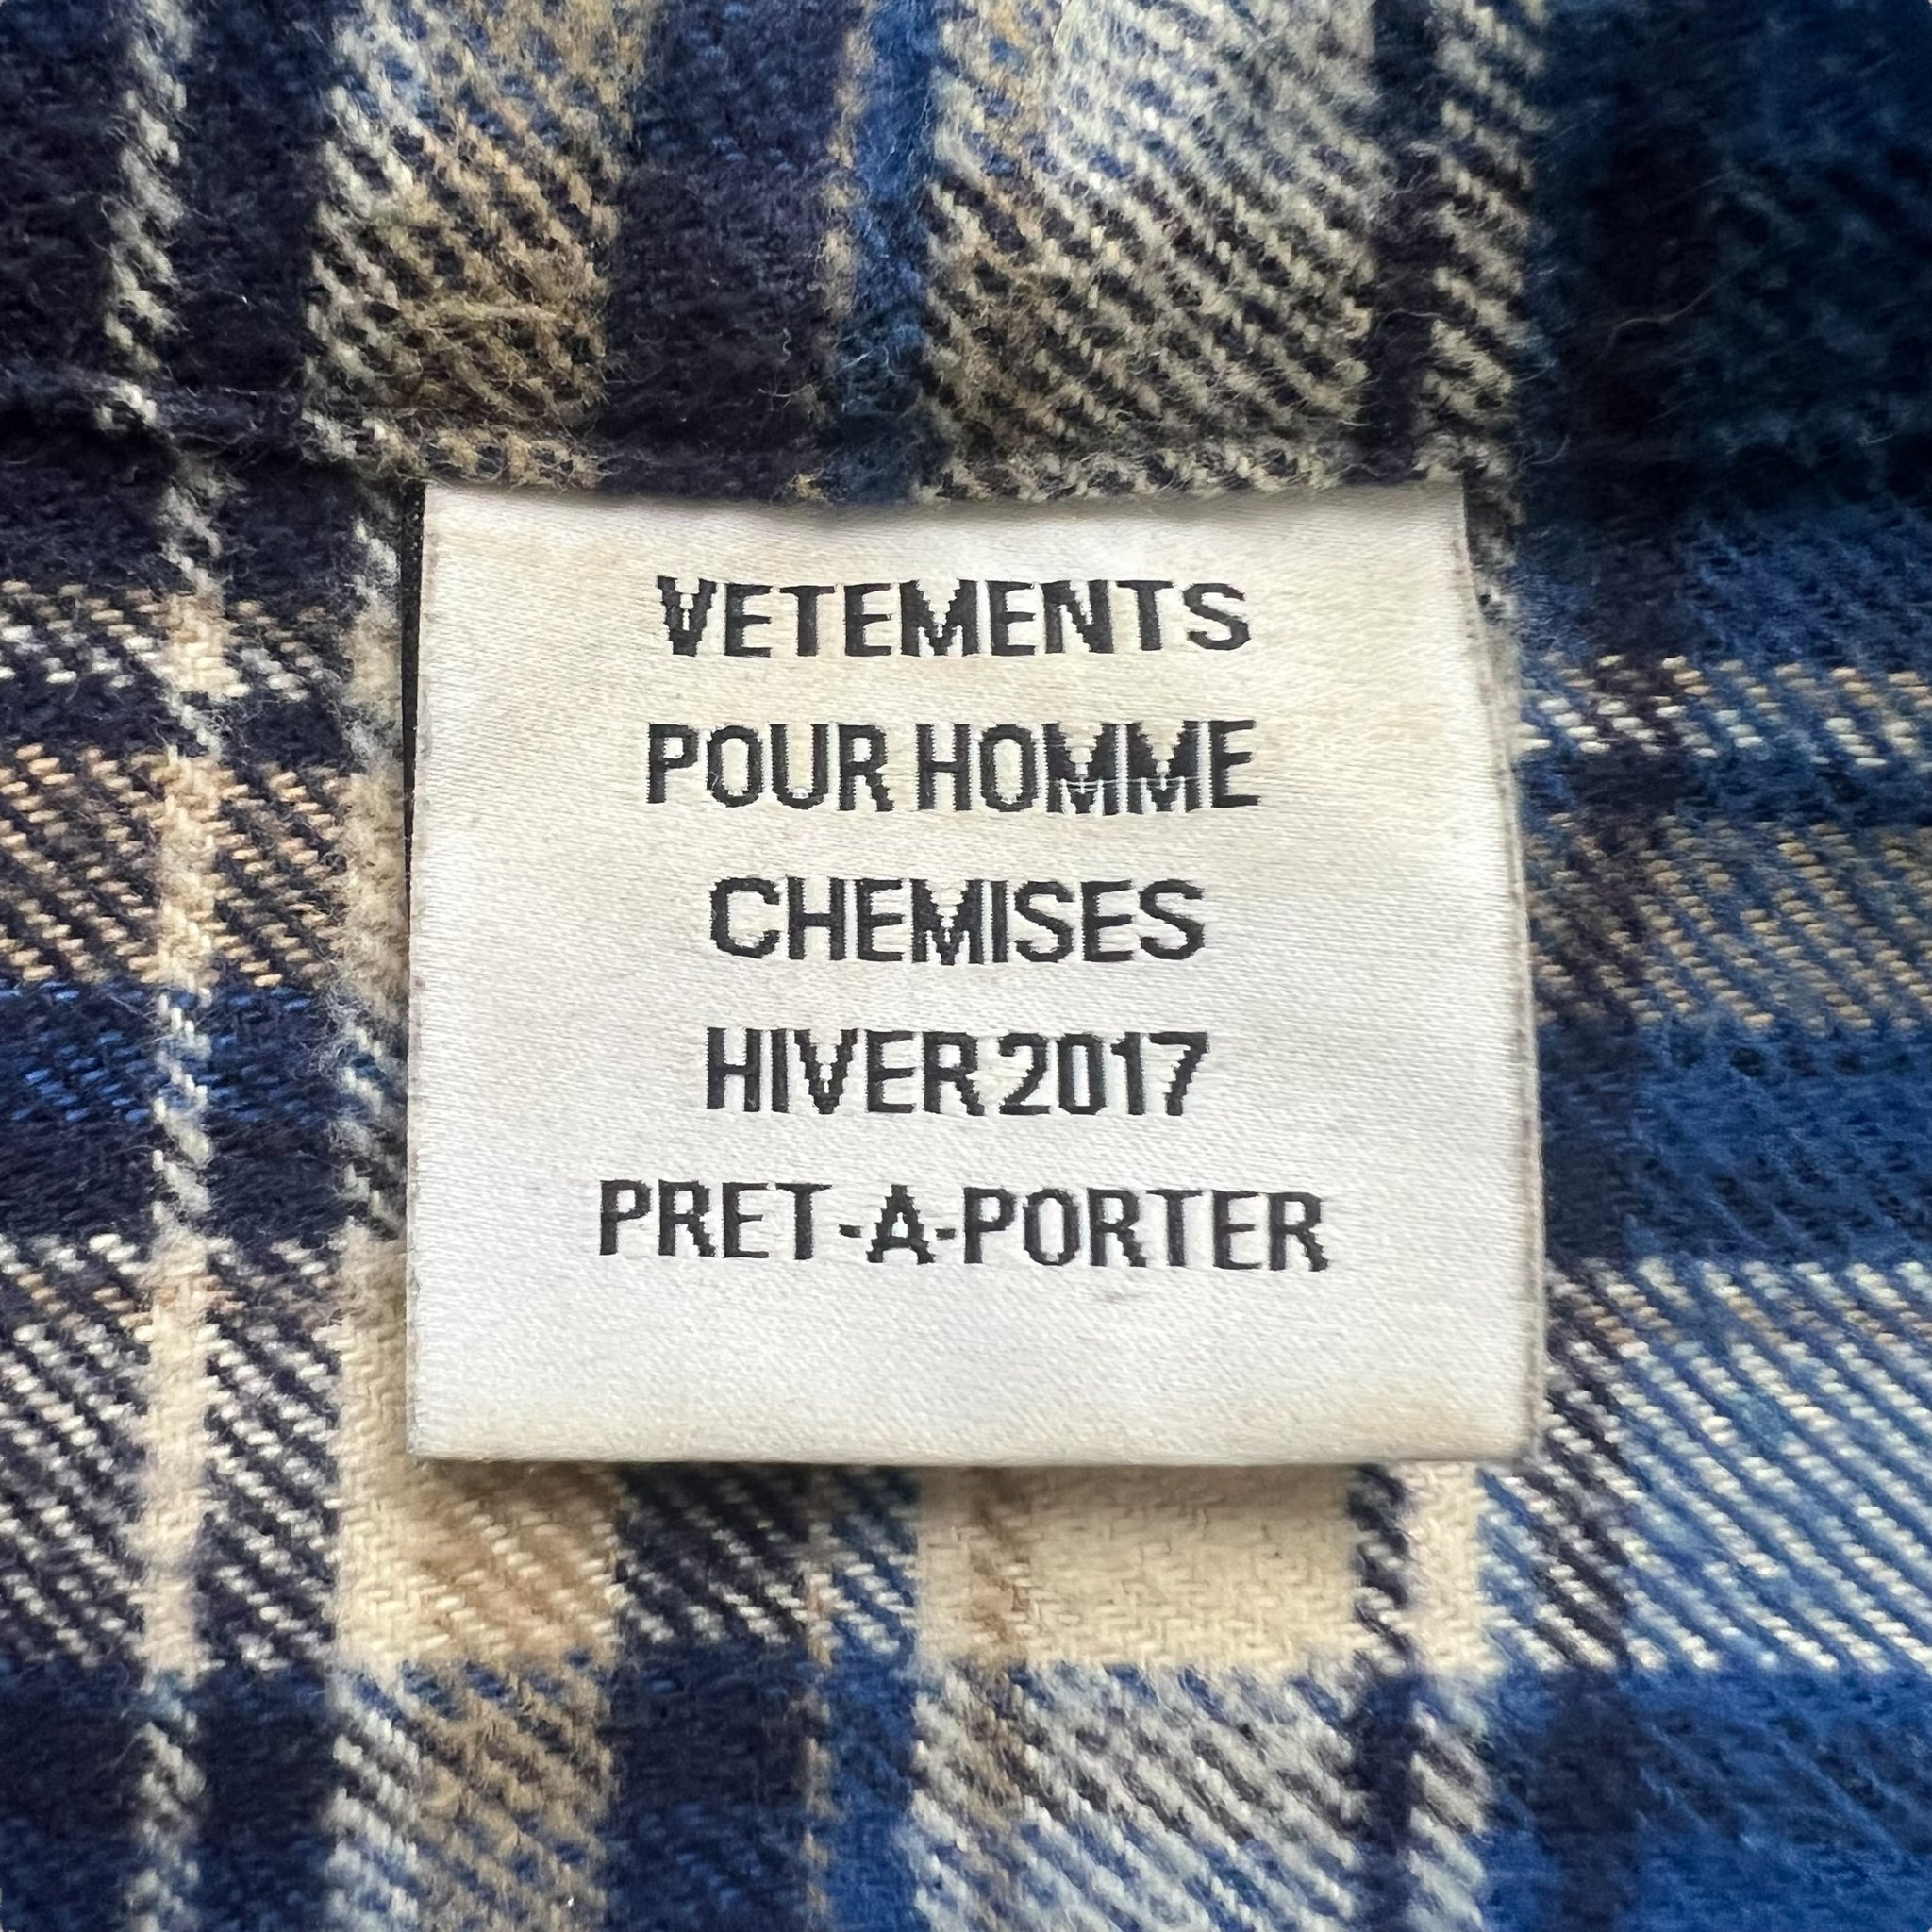 VETEMENTS
POUR HOMME
CHEMISES
HIVER 2017
PRET-A-PORTER